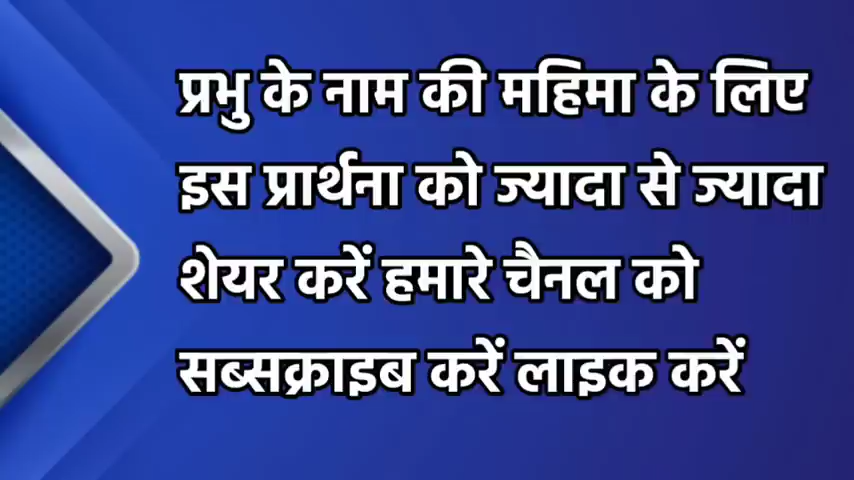 प्रभु के नाम की महिमा के लिए
इस प्रार्थना को ज्यादा से ज्यादा
शेयर करें हमारे चैनल को
सब्सक्राइब करें लाइक करें